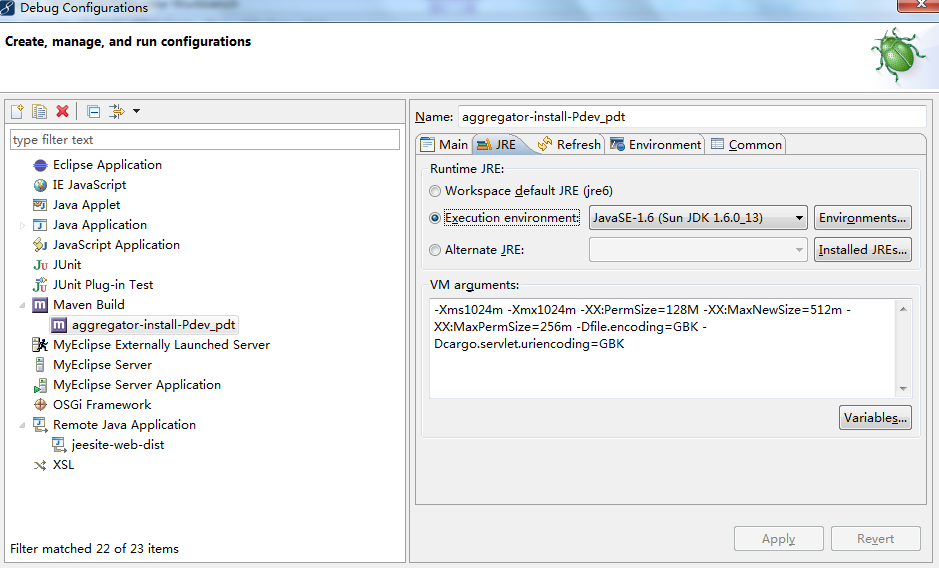 Debug Configurations
Create, manage, and run configurations
type filter text
Eclipse Application
IE JavaScript
Java Applet
Java Application
JavaScript Application
JUnit
JUnit Plug-in Test
Maven Build
aggregator-install-Pdev_pdt
MyEclipse Externally Launched Server
MyEclipse Server
MyEclipse Server Application
OSGi Framework
Remote Java Application
jeesite-web-dist
XSL
Filter matched 22 of 23 items
Name: aggregator-install-Pdev_pdt
Main JRE Refresh Environment Common
Runtime JRE:
Workspace default JRE (jre6)
Execution environment: JavaSE-1.6 (Sun JDK 1.6.0_13) Environments...
Alternate JRE: Installed JREs...
VM arguments:
-Xms1024m -Xmx1024m -XX:PermSize=128M -XX:MaxNewSize=512m -
XX:MaxPermSize=256m -Dfile.encoding=GBK -
Dcargo.servlet.uriencoding=GBK
Variables...
Apply Revert